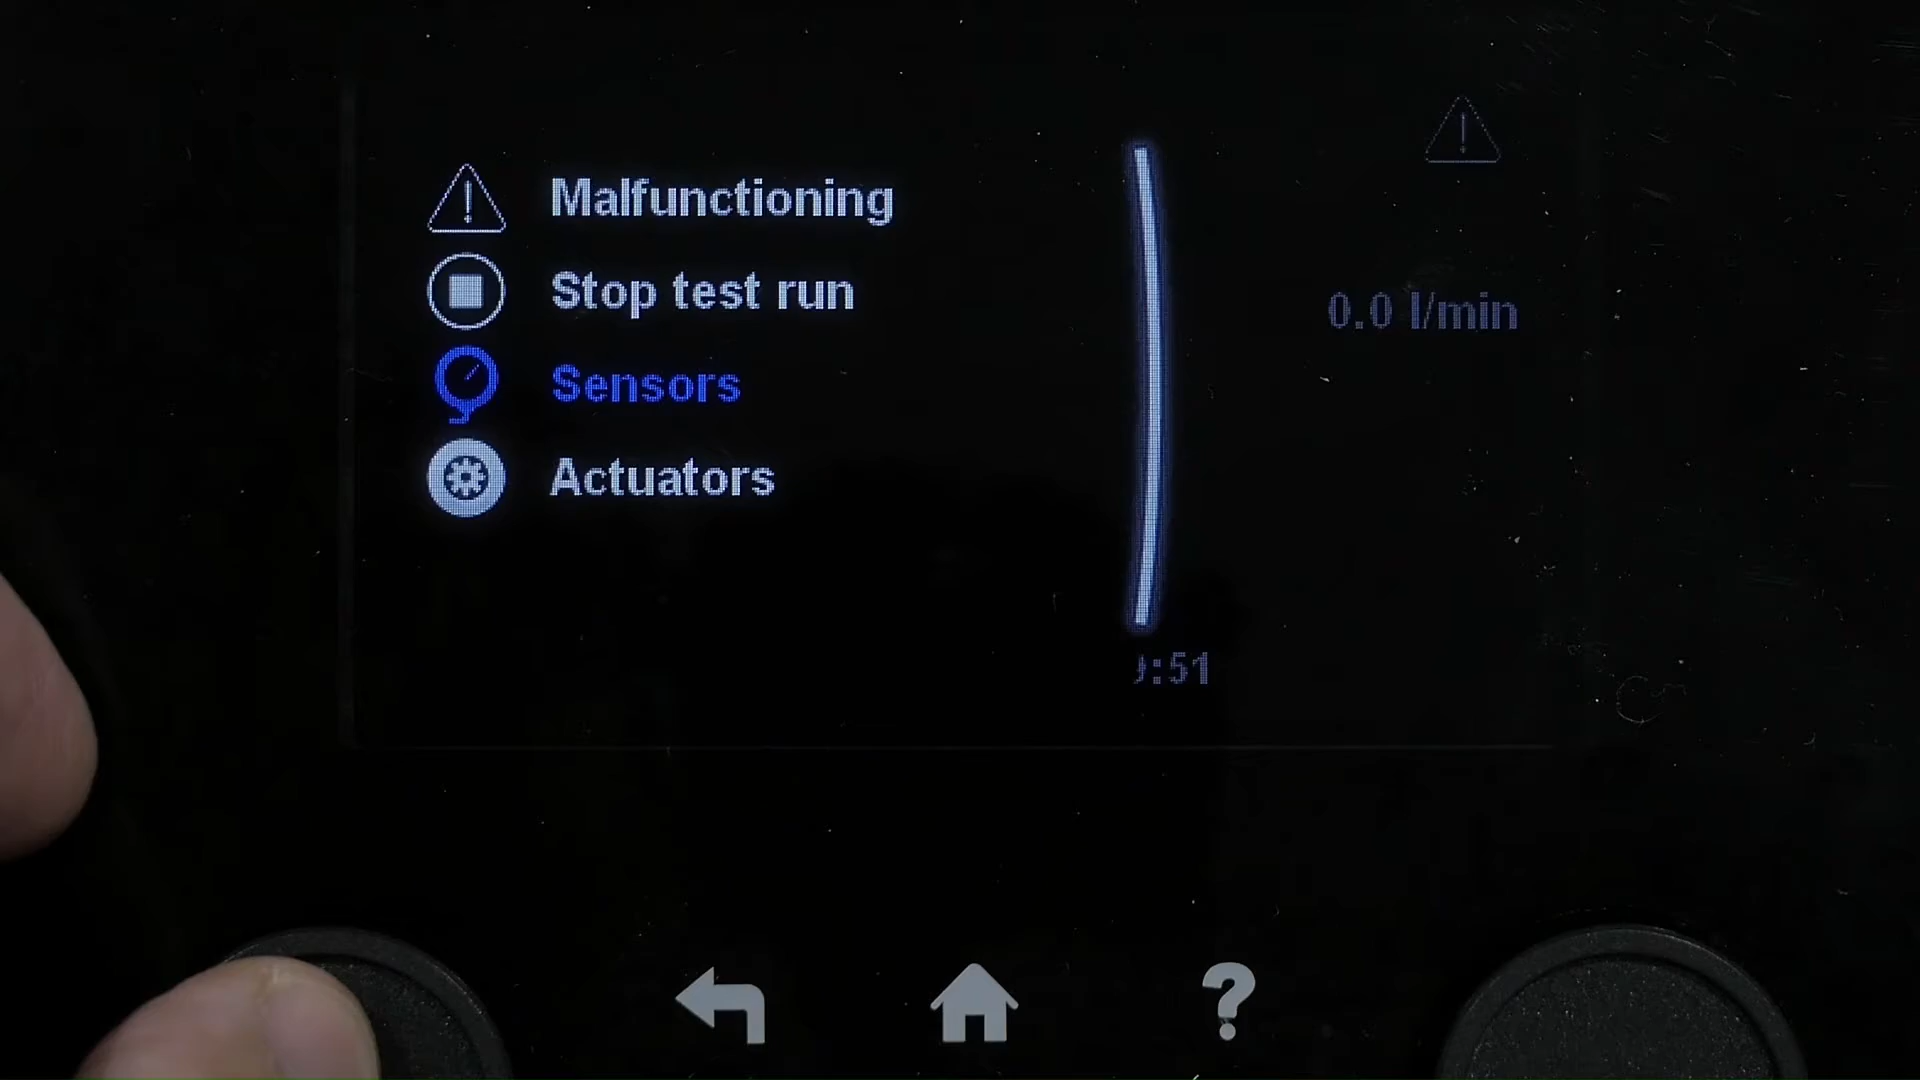 Malfunctioning
Stop test run
0.0 l/min
Sensors
Actuators
:51
?